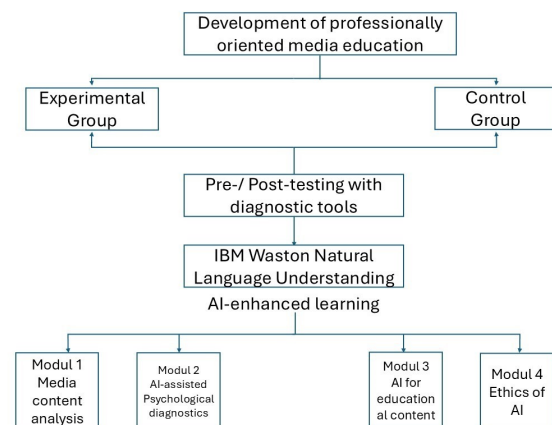 Development of professionally
oriented media education
Experimental
Group
Control
Group
Pre-/ Post-testing with
diagnostic tools
IBM Waston Natural
Language Understanding
AI-enhanced learning
Modul 1
Media
content
analysis
Modul 2
AI-assisted
Psychological
diagnostics
Modul 3
AI for
education
al content
Modul 4
Ethics of
AI